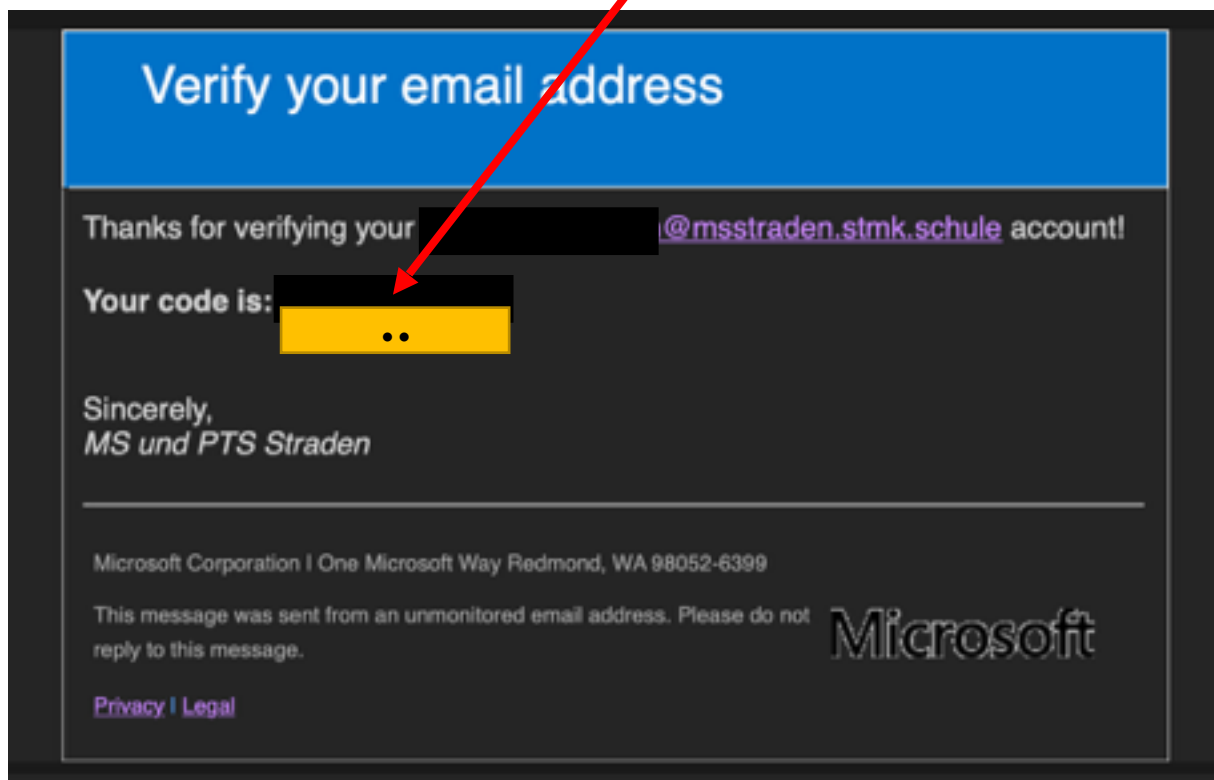 Verify your email address
Thanks for verifying your @msstraden.stmk.schule account!
Your code is:
..
Sincerely,
MS und PTS Straden
Microsoft Corporation | One Microsoft Way Redmond, WA 98052-6399
This message was sent from an unmonitored email address. Please do not
reply to this message.
Microsoft
Privacy | Legal